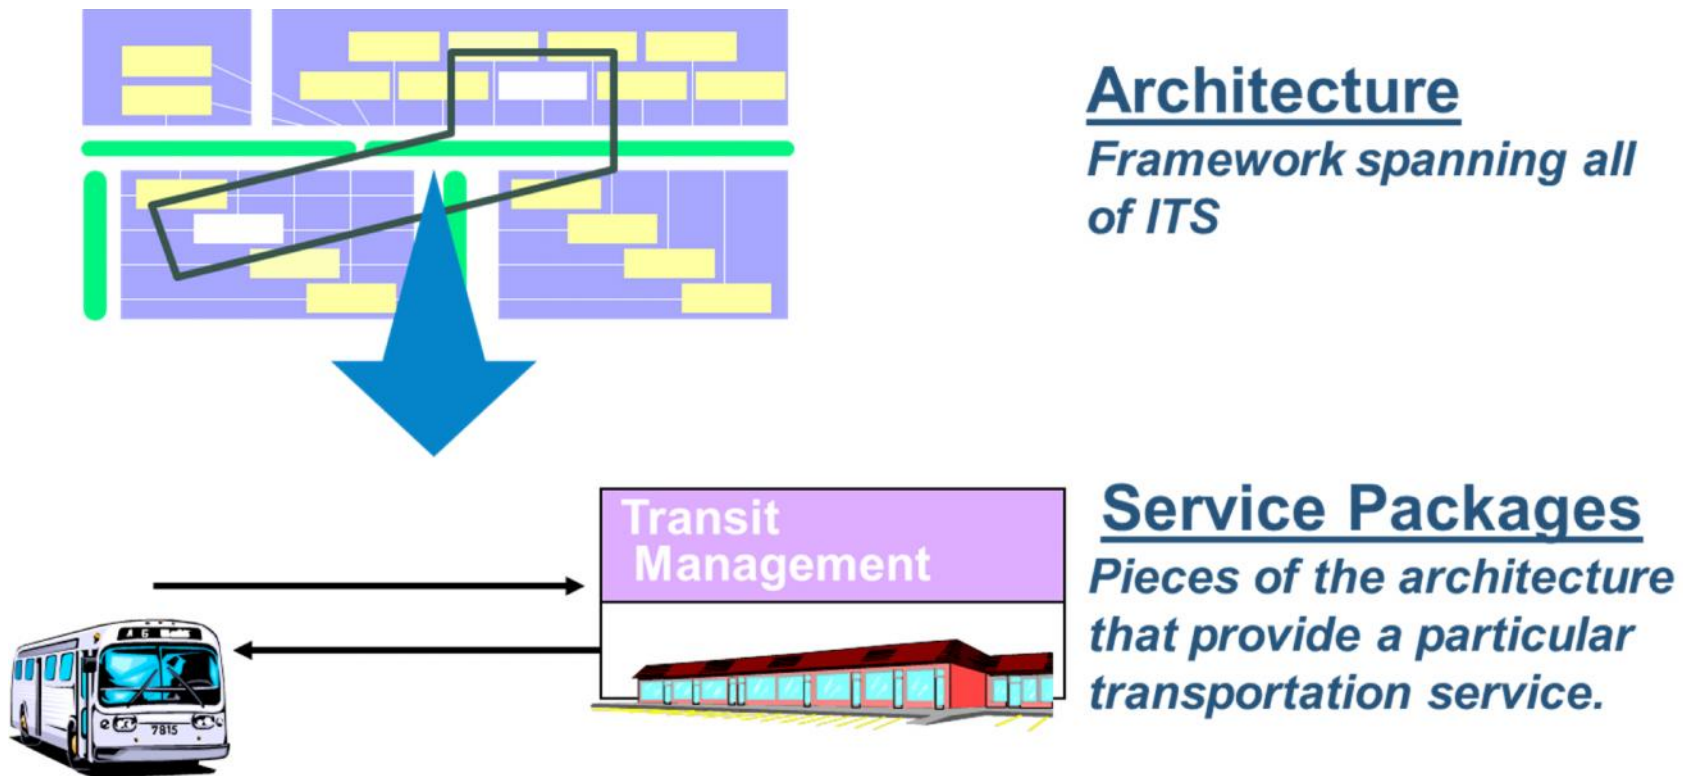 Architecture
Framework spanning all
of ITS
Transit
Management
Service Packages
Pieces of the architecture
that provide a particular
transportation service.
7815